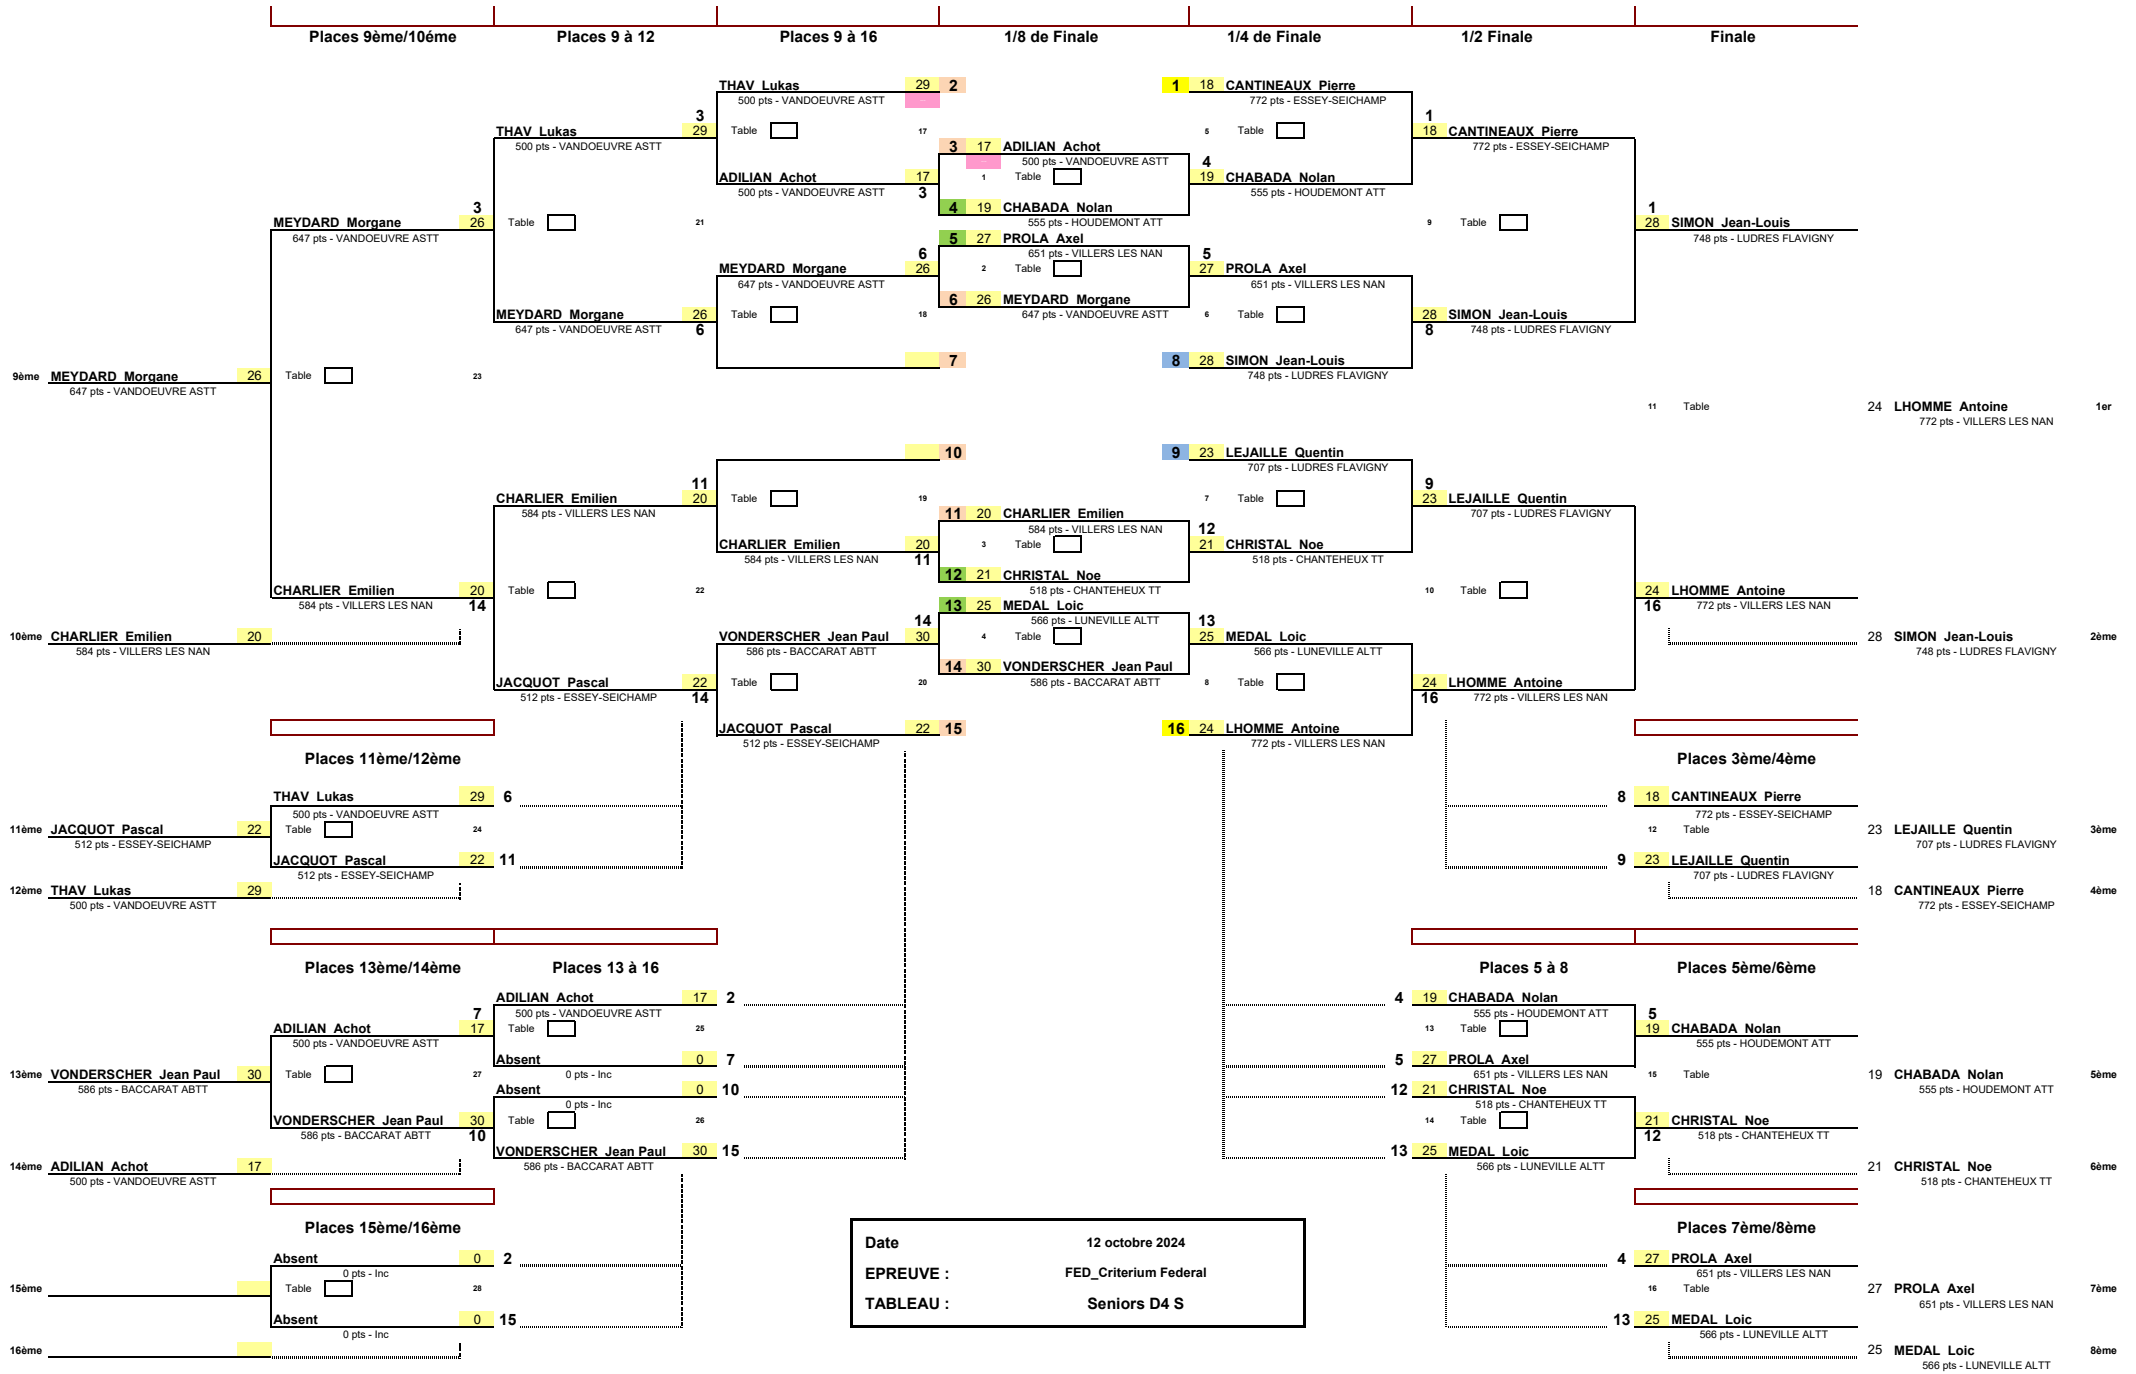 Places 9ème/10éme Places 9 à 12 Places 9 à 16 1/8 de Finale 1/4 de Finale 1/2 Finale Finale
THAV Lukas 29 2 1 18 CANTINEAUX Pierre
500 pts - VANDOEUVRE ASTT 772 pts - ESSEY-SEICHAMP
3 1
THAV Lukas 29 Table 17 5 Table 18 CANTINEAUX Pierre
500 pts - VANDOEUVRE ASTT 772 pts - ESSEY-SEICHAMP
3 17 ADILIAN Achot
500 pts - VANDOEUVRE ASTT 4
ADILIAN Achot 17 1 Table 19 CHABADA Nolan
500 pts - VANDOEUVRE ASTT 3 555 pts - HOUDEMONT ATT
3 4 19 CHABADA Nolan 1
MEYDARD Morgane 26 Table 21 555 pts - HOUDEMONT ATT 9 Table 28 SIMON Jean-Louis
647 pts - VANDOEUVRE ASTT 5 27 PROLA Axel 748 pts - LUDRES FLAVIGNY
6 651 pts - VILLERS LES NAN 5
MEYDARD Morgane 26 2 Table 27 PROLA Axel
647 pts - VANDOEUVRE ASTT 651 pts - VILLERS LES NAN
6 26 MEYDARD Morgane
MEYDARD Morgane 26 Table 18 647 pts - VANDOEUVRE ASTT 6 Table 28 SIMON Jean-Louis
647 pts - VANDOEUVRE ASTT 6 8 748 pts - LUDRES FLAVIGNY
7 8 28 SIMON Jean-Louis
9ème MEYDARD Morgane 26 Table 23 748 pts - LUDRES FLAVIGNY
647 pts - VANDOEUVRE ASTT
11 Table 24 LHOMME Antoine 1er
772 pts - VILLERS LES NAN
10 9 23 LEJAILLE Quentin
707 pts - LUDRES FLAVIGNY
11 9
CHARLIER Emilien 20 Table 19 7 Table 23 LEJAILLE Quentin
584 pts - VILLERS LES NAN 11 20 CHARLIER Emilien 707 pts - LUDRES FLAVIGNY
584 pts - VILLERS LES NAN 12
CHARLIER Emilien 20 3 Table 21 CHRISTAL Noe
584 pts - VILLERS LES NAN 11 518 pts - CHANTEHEUX TT
12 21 CHRISTAL Noe
CHARLIER Emilien 20 Table 22 518 pts - CHANTEHEUX TT 10 Table 24 LHOMME Antoine
584 pts - VILLERS LES NAN 14 13 25 MEDAL Loic 16 772 pts - VILLERS LES NAN
14 566 pts - LUNEVILLE ALTT 13
10ème CHARLIER Emilien 20 VONDERSCHER Jean Paul 30 4 Table 25 MEDAL Loic 28 SIMON Jean-Louis 2ème
584 pts - VILLERS LES NAN 586 pts - BACCARAT ABTT 566 pts - LUNEVILLE ALTT 748 pts - LUDRES FLAVIGNY
14 30 VONDERSCHER Jean Paul
JACQUOT Pascal 22 Table 20 586 pts - BACCARAT ABTT 8 Table 24 LHOMME Antoine
512 pts - ESSEY-SEICHAMP 14 16 772 pts - VILLERS LES NAN
JACQUOT Pascal 22 15 16 24 LHOMME Antoine
512 pts - ESSEY-SEICHAMP 772 pts - VILLERS LES NAN
Places 11ème/12ème Places 3ème/4ème
THAV Lukas 29 6 8 18 CANTINEAUX Pierre
500 pts - VANDOEUVRE ASTT 772 pts - ESSEY-SEICHAMP
11ème JACQUOT Pascal 22 Table 24 12 Table 23 LEJAILLE Quentin 3ème
512 pts - ESSEY-SEICHAMP 707 pts - LUDRES FLAVIGNY
JACQUOT Pascal 22 11 9 23 LEJAILLE Quentin
512 pts - ESSEY-SEICHAMP 707 pts - LUDRES FLAVIGNY
12ème THAV Lukas 29 18 CANTINEAUX Pierre 4ème
500 pts - VANDOEUVRE ASTT 772 pts - ESSEY-SEICHAMP
Places 13ème/14ème Places 13 à 16 Places 5 à 8 Places 5ème/6ème
ADILIAN Achot 17 2 4 19 CHABADA Nolan
7 500 pts - VANDOEUVRE ASTT 555 pts - HOUDEMONT ATT 5
ADILIAN Achot 17 Table 25 13 Table 19 CHABADA Nolan
500 pts - VANDOEUVRE ASTT 555 pts - HOUDEMONT ATT
Absent 0 7 5 27 PROLA Axel
13ème VONDERSCHER Jean Paul 30 Table 27 0 pts - Inc 651 pts - VILLERS LES NAN 15 Table 19 CHABADA Nolan 5ème
586 pts - BACCARAT ABTT Absent 0 10 12 21 CHRISTAL Noe 555 pts - HOUDEMONT ATT
0 pts - Inc 518 pts - CHANTEHEUX TT
VONDERSCHER Jean Paul 30 Table 26 14 Table 21 CHRISTAL Noe
586 pts - BACCARAT ABTT 10 12 518 pts - CHANTEHEUX TT
VONDERSCHER Jean Paul 30 15 13 25 MEDAL Loic
14ème ADILIAN Achot 17 586 pts - BACCARAT ABTT 566 pts - LUNEVILLE ALTT 21 CHRISTAL Noe 6ème
500 pts - VANDOEUVRE ASTT 518 pts - CHANTEHEUX TT
Places 15ème/16ème Places 7ème/8ème
Date 12 octobre 2024
Absent 0 2 4 27 PROLA Axel
0 pts - Inc 651 pts - VILLERS LES NAN
EPREUVE : FED_Criterium Federal
15ème Table 28 16 Table 27 PROLA Axel 7ème
TABLEAU : Seniors D4 S 651 pts - VILLERS LES NAN
Absent 0 15 13 25 MEDAL Loic
0 pts - Inc 566 pts - LUNEVILLE ALTT
16ème 25 MEDAL Loic 8ème
566 pts - LUNEVILLE ALTT